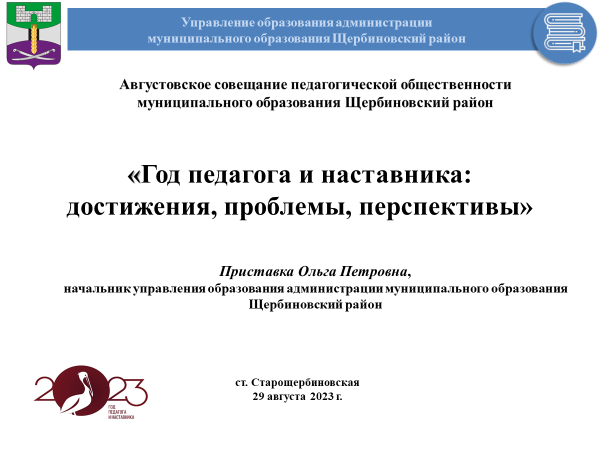 Управление образования администрации
муниципального образования Щербиновский район
Августовское совещание педагогической общественности
муниципального образования Щербиновский район
«Год педагога и наставника:
достижения, проблемы, перспективы»
Приставка Ольга Петровна,
начальник управления образования администрации муниципального образования
Щербиновский район
2023
ГОД
ПЕДАГОГА
И НАСТАВНИКА
ст. Старощербиновская
29 августа 2023 г.